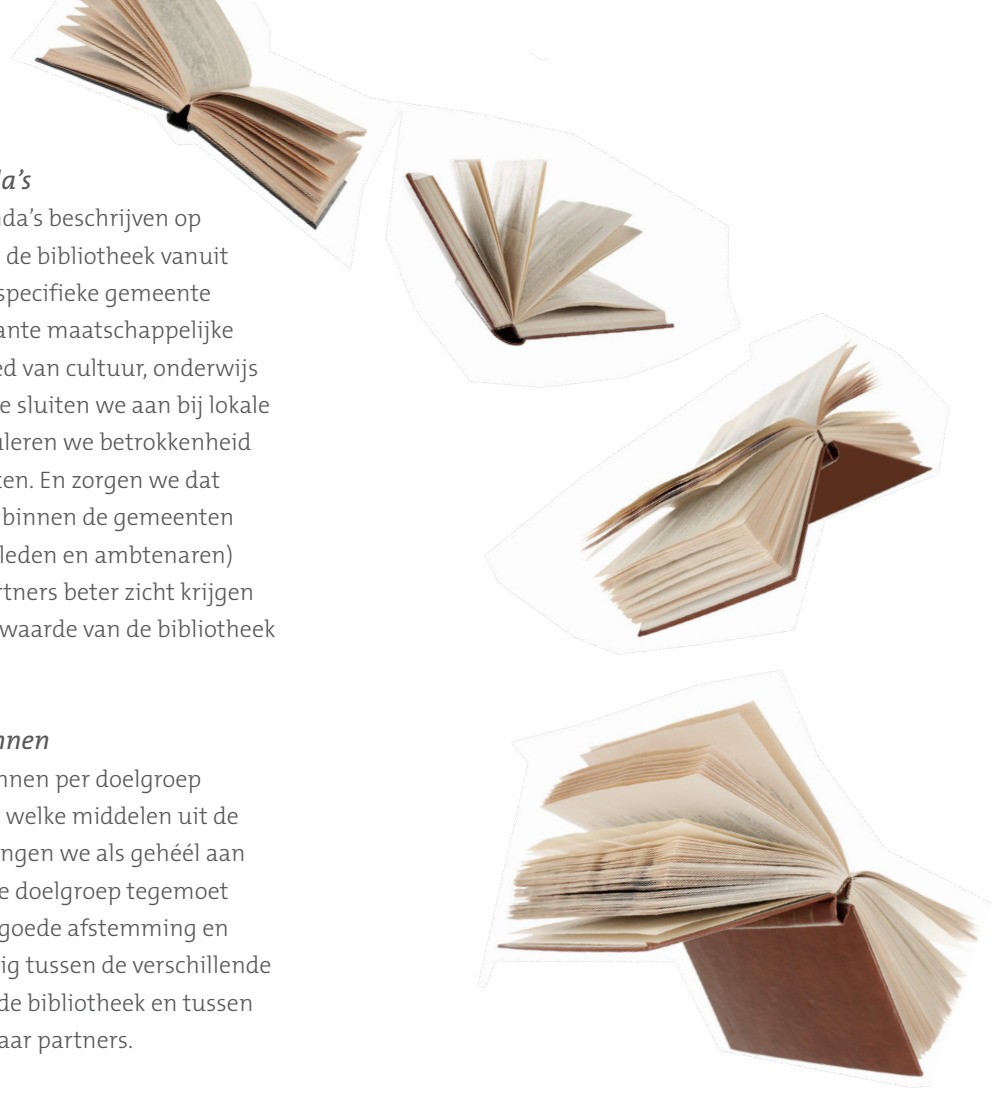 a's
da's beschrijven op
de bibliotheek vanuit
specifieke gemeente
ante maatschappelijke
ed van cultuur, onderwijs
e sluiten we aan bij lokale
leren we betrokkenheid
en. En zorgen we dat
binnen de gemeenten
leden en ambtenaren)
rtners beter zicht krijgen
waarde van de bibliotheek
nnen
nnen per doelgroep
welke middelen uit de
ngen we als gehéél aan
e doelgroep tegemoet
goede afstemming en
ig tussen de verschillende
de bibliotheek en tussen
aar partners.